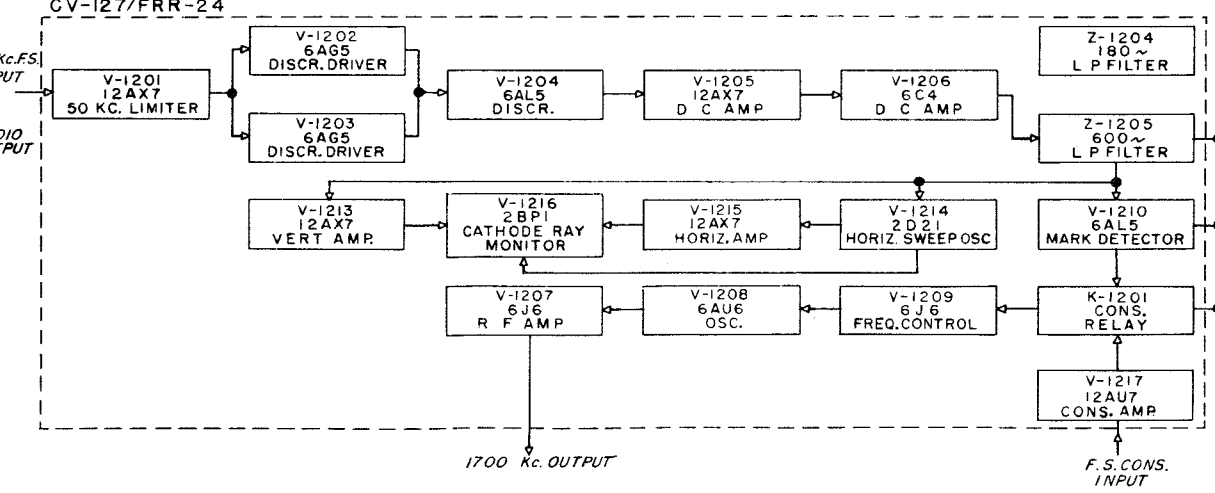 CV-127/FRR-24
Kc.F.S.
V-1201
12AX7
50 KC. LIMITER
V-1202
6AG5
DISCR. DRIVER
V-1203
6AG5
DISCR. DRIVER
V-1204
6AL5
DISCR.
V-1205
12AX7
D C AMP
V-1206
6C4
D C AMP
Z-1204
180~
L P FILTER
Z-1205
600~
L P FILTER
V-1213
12AX7
VERT AMP.
V-1216
2BP1
CATHODE RAY
MONITOR
V-1215
12AX7
HORIZ. AMP
V-1214
2D21
HORIZ. SWEEP OSC
V-1210
6AL5
MARK DETECTOR
V-1207
6J6
R F AMP
V-1208
6AU6
OSC.
V-1209
6J6
FREQ. CONTROL
K-1201
CONS.
RELAY
V-1217
12AU7
CONS. AMP.
1700 Kc. OUTPUT
F.S. CONS.
INPUT